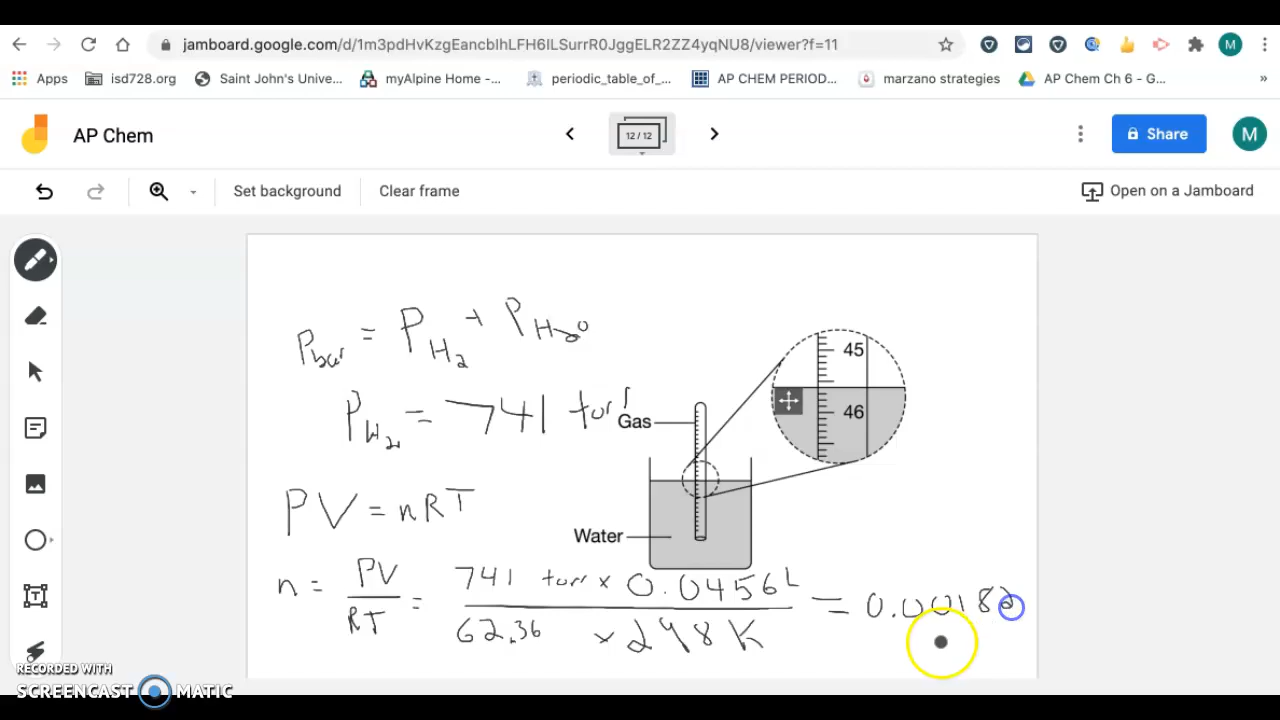 jamboard.google.com/d/1m3pdHvKzgEancbIhLFH6ILSurrR0JggELR2ZZ4yqNU8/viewer?f=11
M
Apps isd728.org Saint John's Unive... myAlpine Home -... periodic_table_of_... AP CHEM PERIOD... marzano strategies AP Chem Ch 6 - G... »
AP Chem
12 / 12
Share
M
Set background
Clear frame
Open on a Jamboard
Pbar = PH2 + PH2O
PH2 = 741 torr
45
46
Gas
PV = nRT
Water
n = PV/RT = 741 torr x 0.0456 L / 62.36 x 298 K = 0.00182
RECORDED WITH
SCREENCAST MATIC